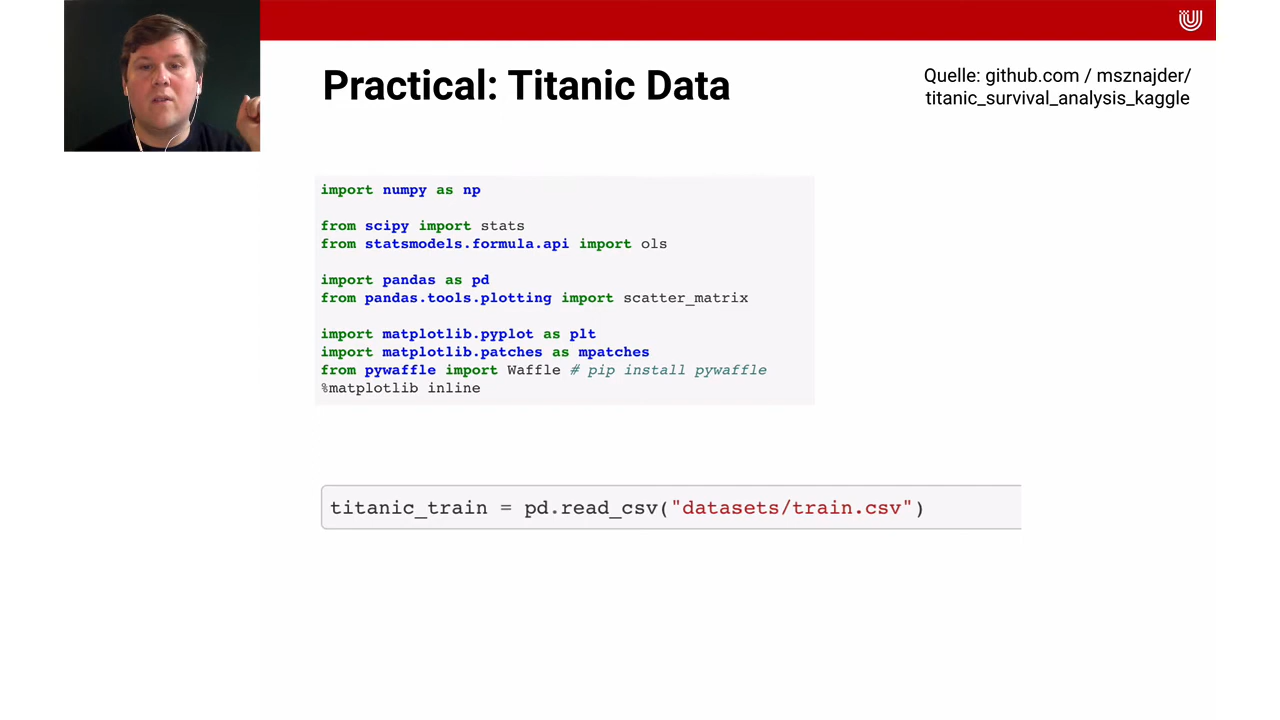 Practical: Titanic Data
Quelle: github.com / msznajder/
titanic_survival_analysis_kaggle
import numpy as np
from scipy import stats
from statsmodels.formula.api import ols
import pandas as pd
from pandas.tools.plotting import scatter_matrix
import matplotlib.pyplot as plt
import matplotlib.patches as mpatches
from pywaffle import Waffle # pip install pywaffle
%matplotlib inline
titanic_train = pd.read_csv("datasets/train.csv")